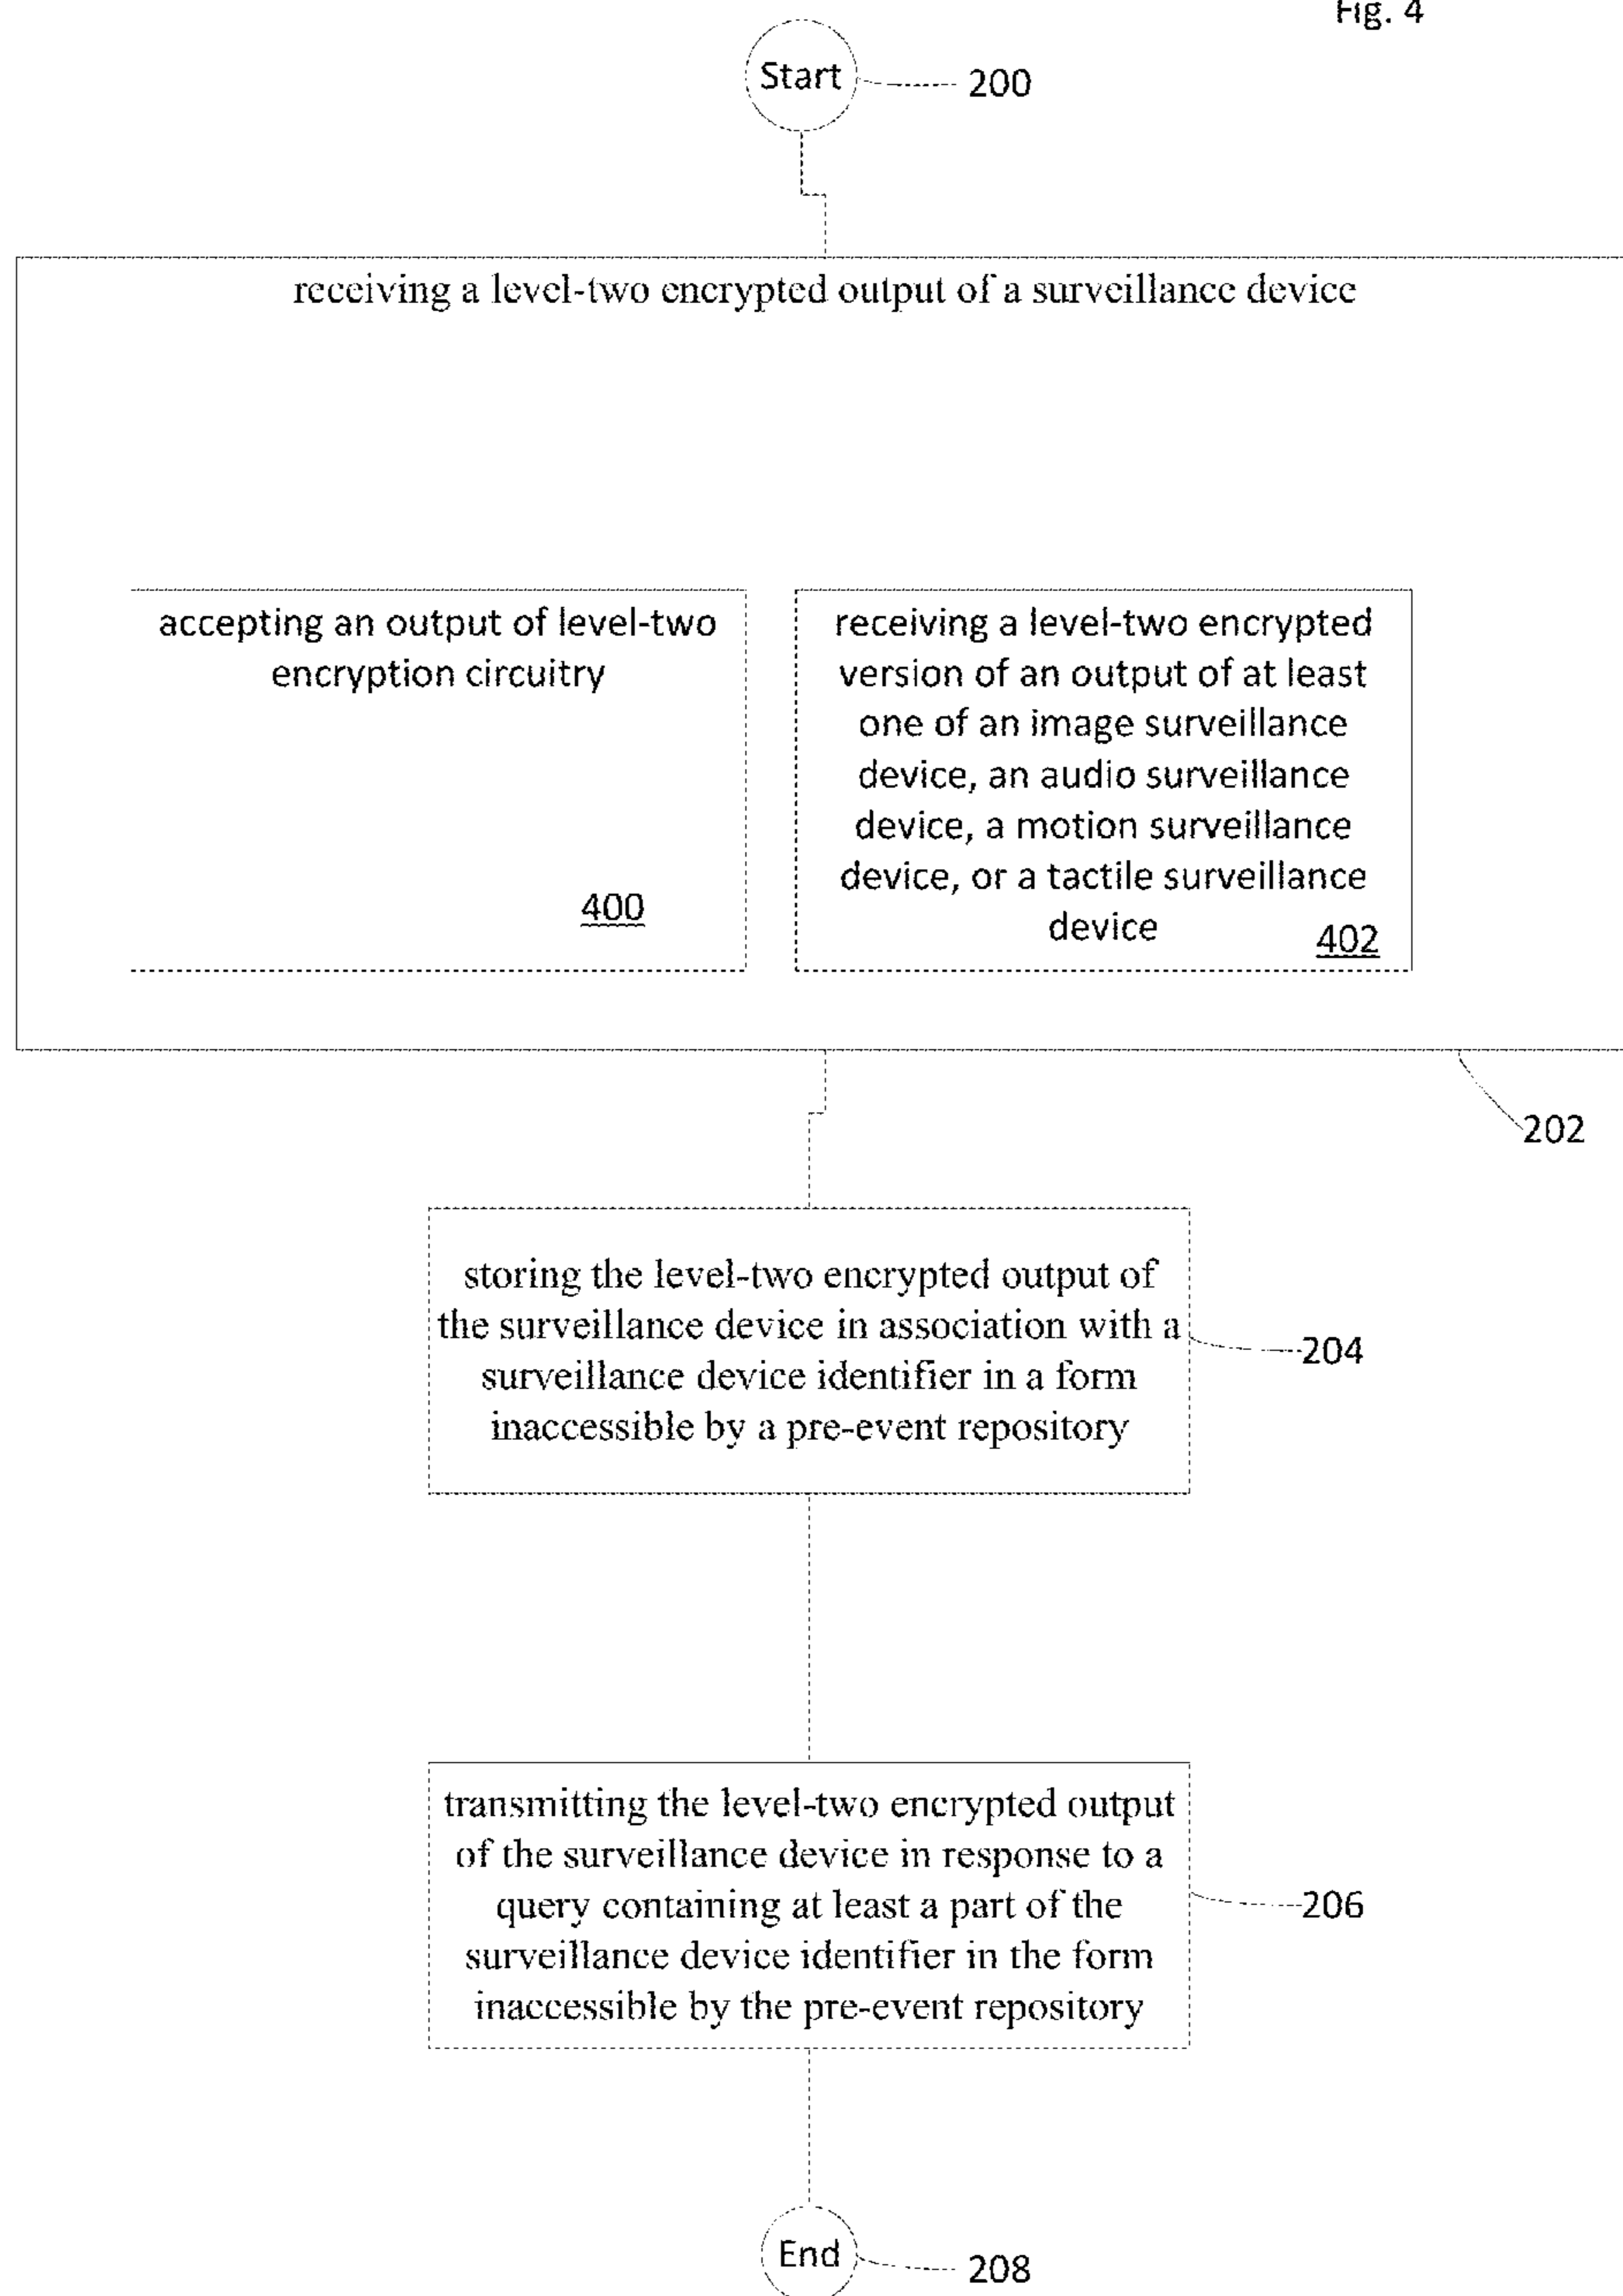 Fig. 4
Start
200
receiving a level-two encrypted output of a surveillance device
accepting an output of level-two
encryption circuitry
400
receiving a level-two encrypted
version of an output of at least
one of an image surveillance
device, an audio surveillance
device, a motion surveillance
device, or a tactile surveillance
device
402
202
storing the level-two encrypted output of
the surveillance device in association with a
surveillance device identifier in a form
inaccessible by a pre-event repository
204
transmitting the level-two encrypted output
of the surveillance device in response to a
query containing at least a part of the
surveillance device identifier in the form
inaccessible by the pre-event repository
206
End
208